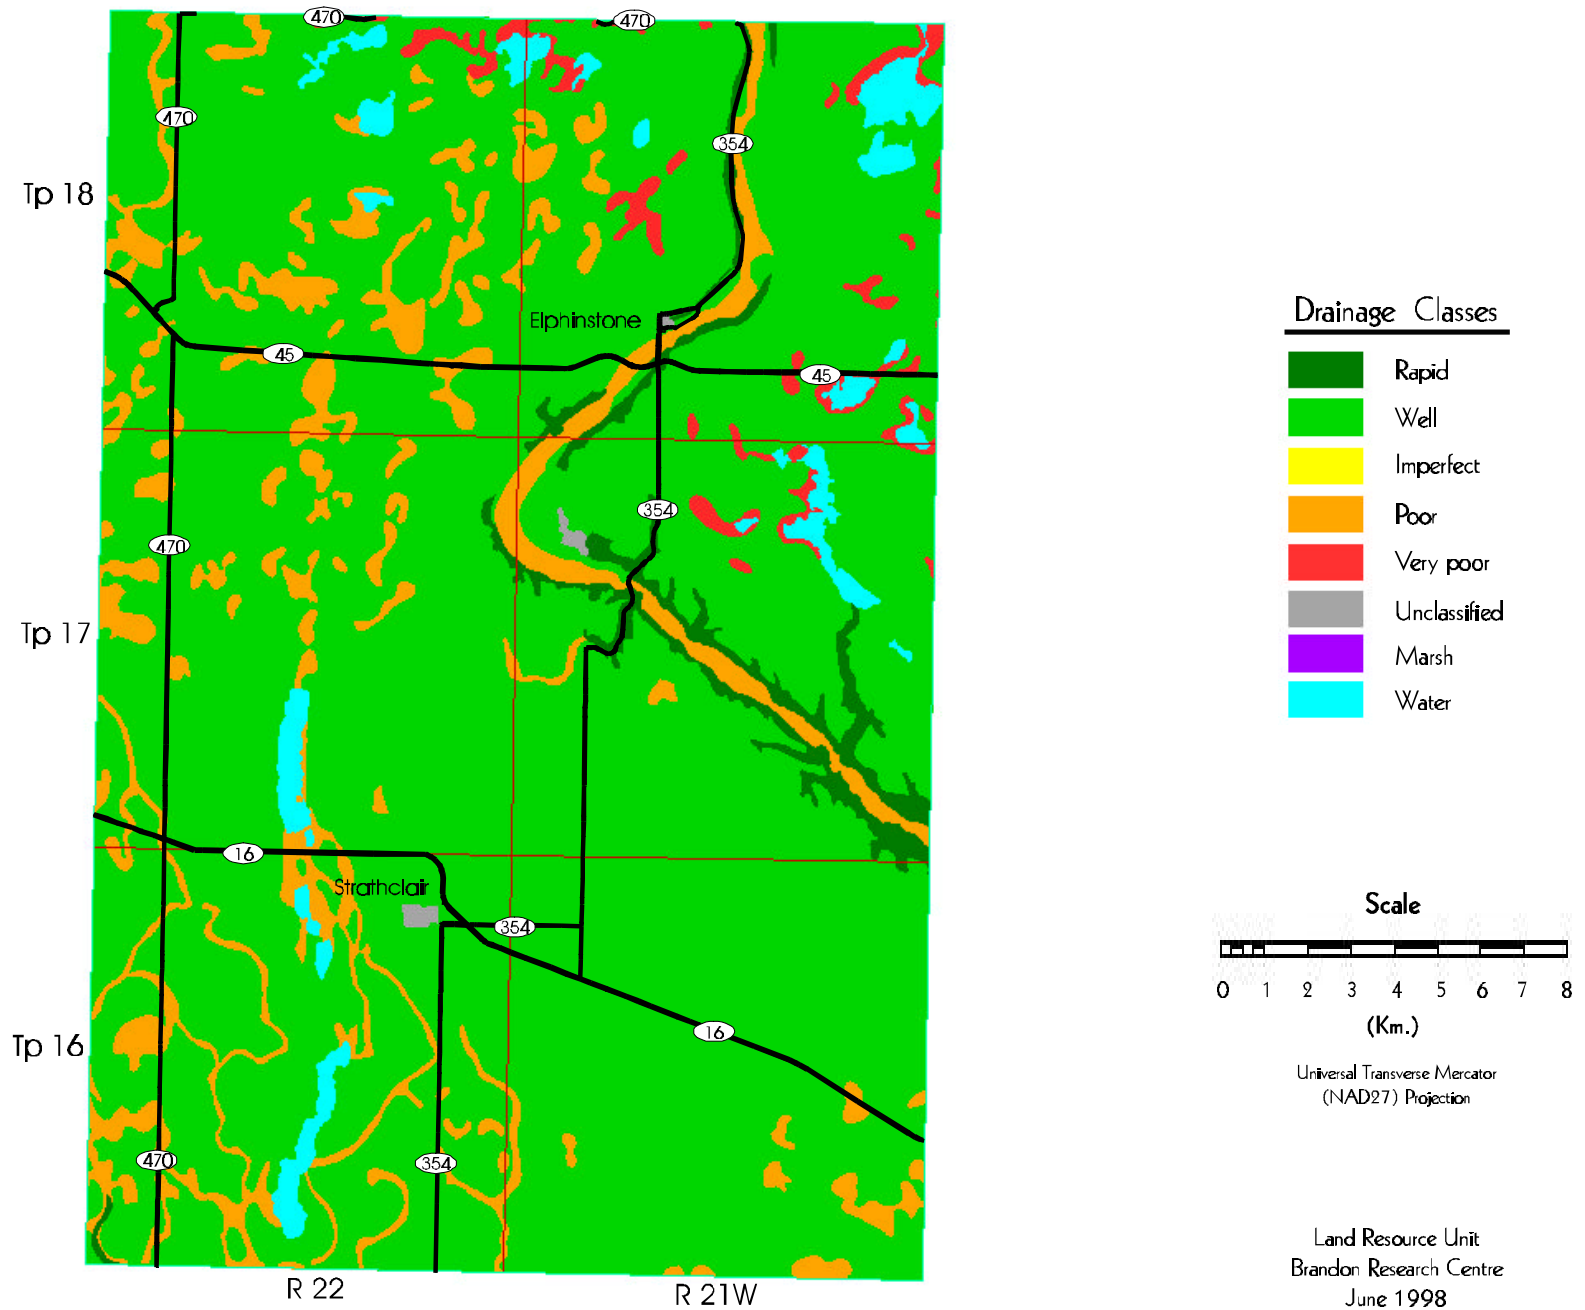 470
470
470
354
Tp 18
Elphinstone
45
45
354
470
Tp 17
16
Strathclair
354
16
Tp 16
470
354
R 22
R 21W
Drainage Classes
Rapid
Well
Imperfect
Poor
Very poor
Unclassified
Marsh
Water
Scale
0 1 2 3 4 5 6 7 8
(Km.)
Universal Transverse Mercator
(NAD27) Projection
Land Resource Unit
Brandon Research Centre
June 1998